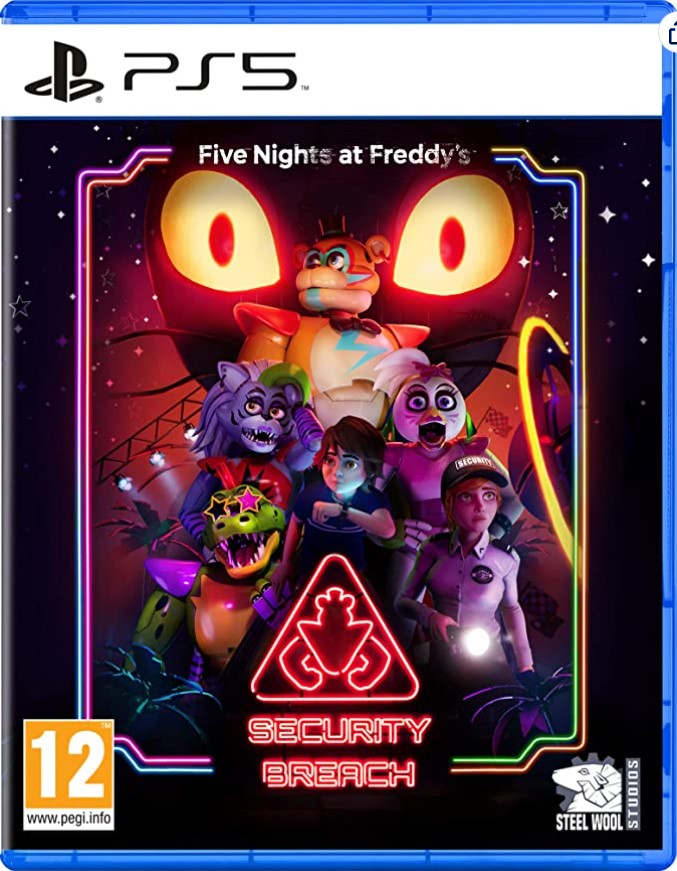 PS5
Five Nights at Freddy's
SECURITY
SECURITY
BREACH
12
www.pegi.info
STEEL WOOL
STUDIOS